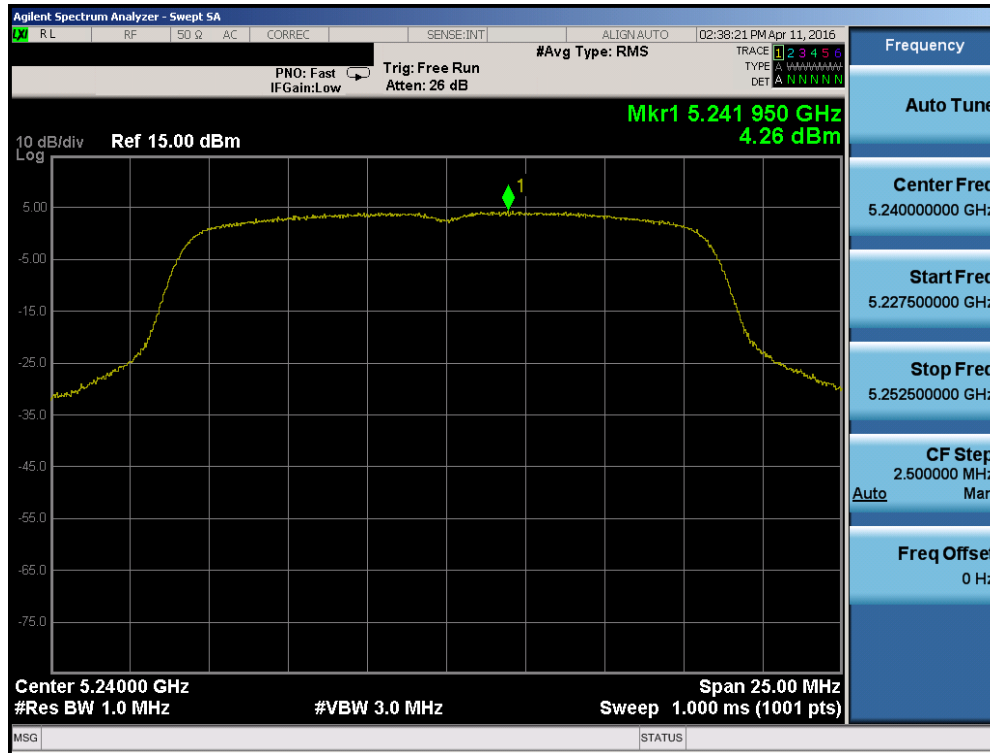 Agilent Spectrum Analyzer - Swept SA
LXI RL RF 50 Ω AC CORREC SENSE:INT ALIGN AUTO 02:38:21 PM Apr 11, 2016
#Avg Type: RMS
TRACE 1 2 3 4 5 6
TYPE A WWWWW
DET A N N N N N
PNO: Fast
IFGain:Low
Trig: Free Run
Atten: 26 dB
Mkr1 5.241 950 GHz
4.26 dBm
10 dB/div Ref 15.00 dBm
Log
1
5.00
-5.00
-15.0
-25.0
-35.0
-45.0
-55.0
-65.0
-75.0
Center 5.24000 GHz Span 25.00 MHz
#Res BW 1.0 MHz #VBW 3.0 MHz Sweep 1.000 ms (1001 pts)
MSG STATUS
Frequency
Auto Tune
Center Freq
5.240000000 GHz
Start Freq
5.227500000 GHz
Stop Freq
5.252500000 GHz
CF Step
2.500000 MHz
Auto Man
Freq Offset
0 Hz